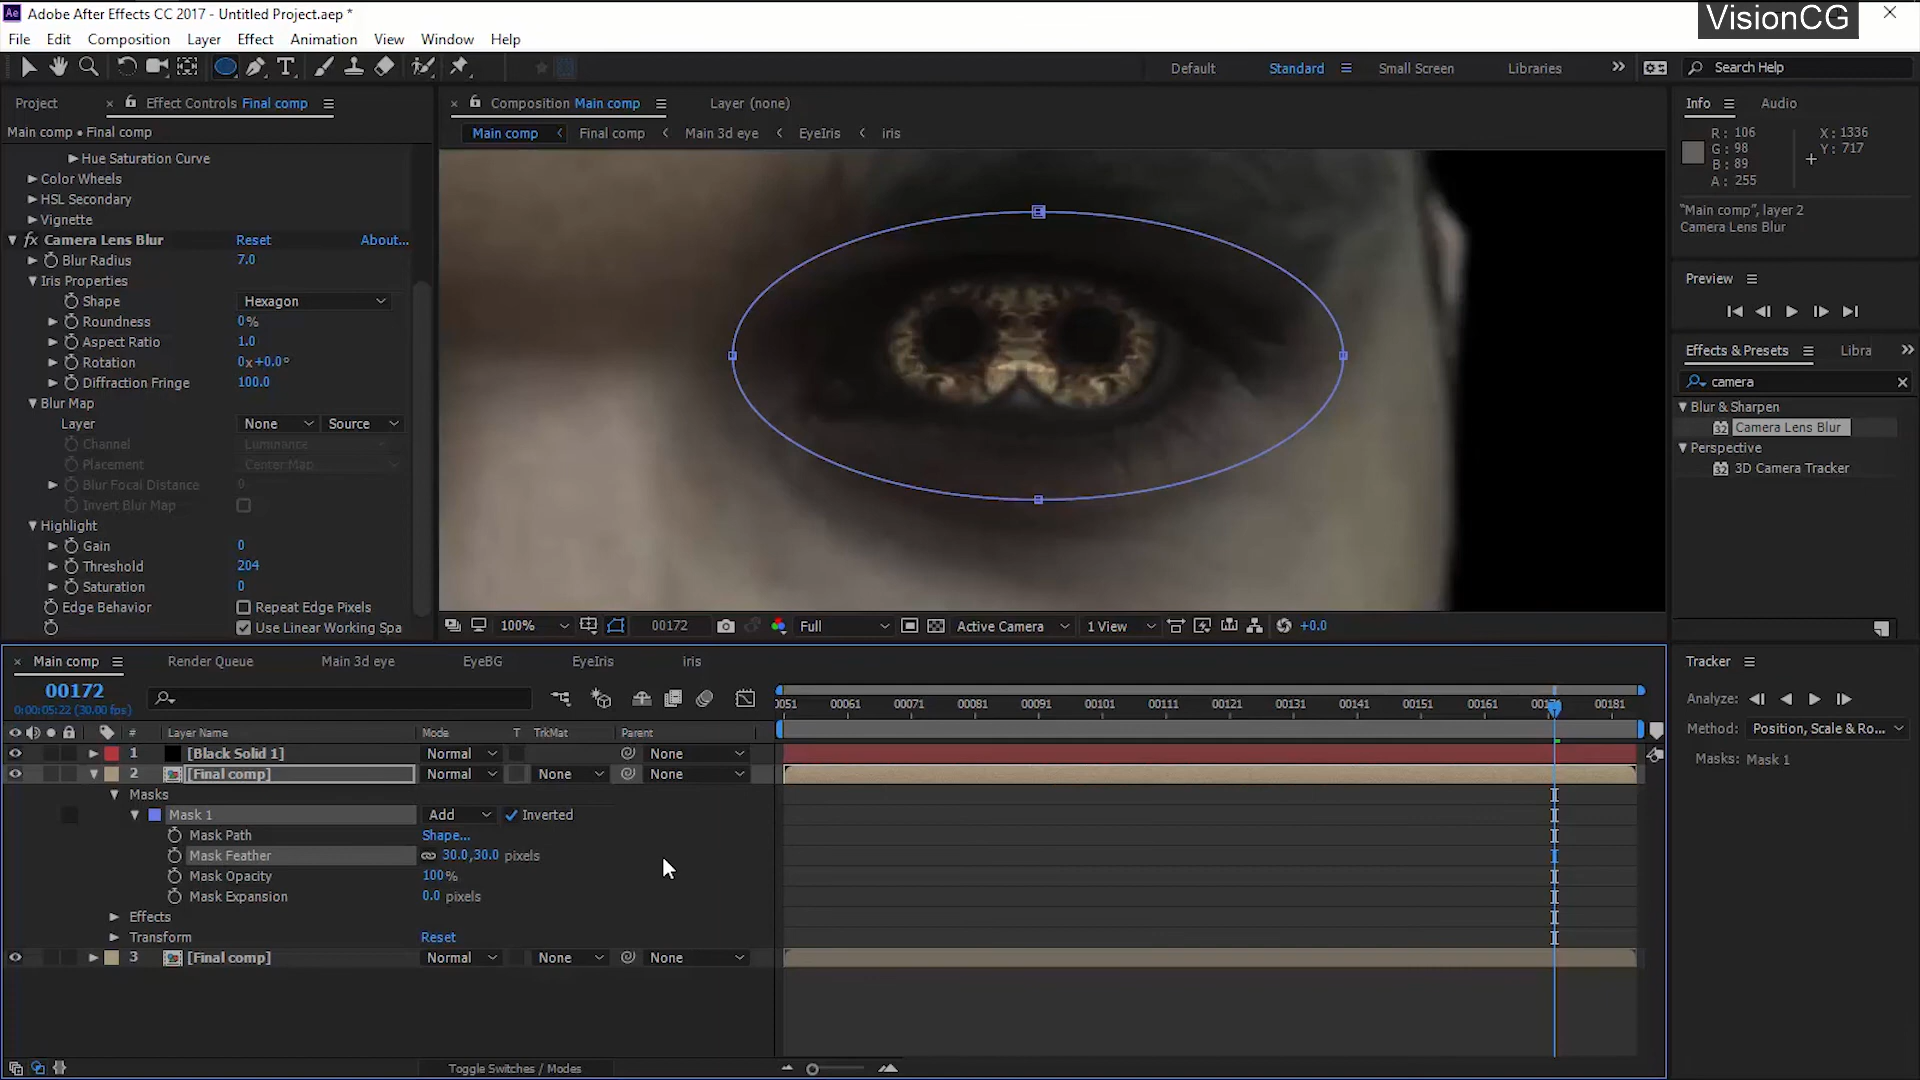 Adobe After Effects CC 2017 - Untitled Project.aep *
VisionCG
File Edit Composition Layer Effect Animation View Window Help
Default Standard Small Screen Libraries Search Help
Project Effect Controls Final comp
Composition Main comp Layer (none)
Info Audio
Main comp • Final comp
Main comp Final comp Main 3d eye EyeIris iris
R : 106
G : 98
B : 89
A : 255
X : 1336
Y : 717
"Main comp", layer 2
Camera Lens Blur
Hue Saturation Curve
Color Wheels
HSL Secondary
Vignette
fx Camera Lens Blur Reset About...
Blur Radius 7.0
Iris Properties
Shape Hexagon
Roundness 0%
Aspect Ratio 1.0
Rotation 0x+0.0°
Diffraction Fringe 100.0
Blur Map
Layer None Source
Channel Luminance
Placement Center Map
Blur Focal Distance 0
Invert Blur Map
Highlight
Gain 0
Threshold 204
Saturation 0
Edge Behavior Repeat Edge Pixels
Use Linear Working Spa
Preview
Effects & Presets Libra
camera
Blur & Sharpen
Camera Lens Blur
Perspective
3D Camera Tracker
100% 00172 Full Active Camera 1 View +0.0
Main comp Render Queue Main 3d eye EyeBG EyeIris iris
00172
0:00:05:22 (30.00 fps)
0051 00061 00071 00081 00091 00101 00111 00121 00131 00141 00151 00161 00181
# Layer Name Mode T TrkMat Parent
1 [Black Solid 1] Normal None
2 [Final comp] Normal None None
Masks
Mask 1 Add Inverted
Mask Path Shape...
Mask Feather 30.0,30.0 pixels
Mask Opacity 100%
Mask Expansion 0.0 pixels
Effects
Transform Reset
3 [Final comp] Normal None None
Toggle Switches / Modes
Tracker
Analyze:
Method: Position, Scale & Ro...
Masks: Mask 1